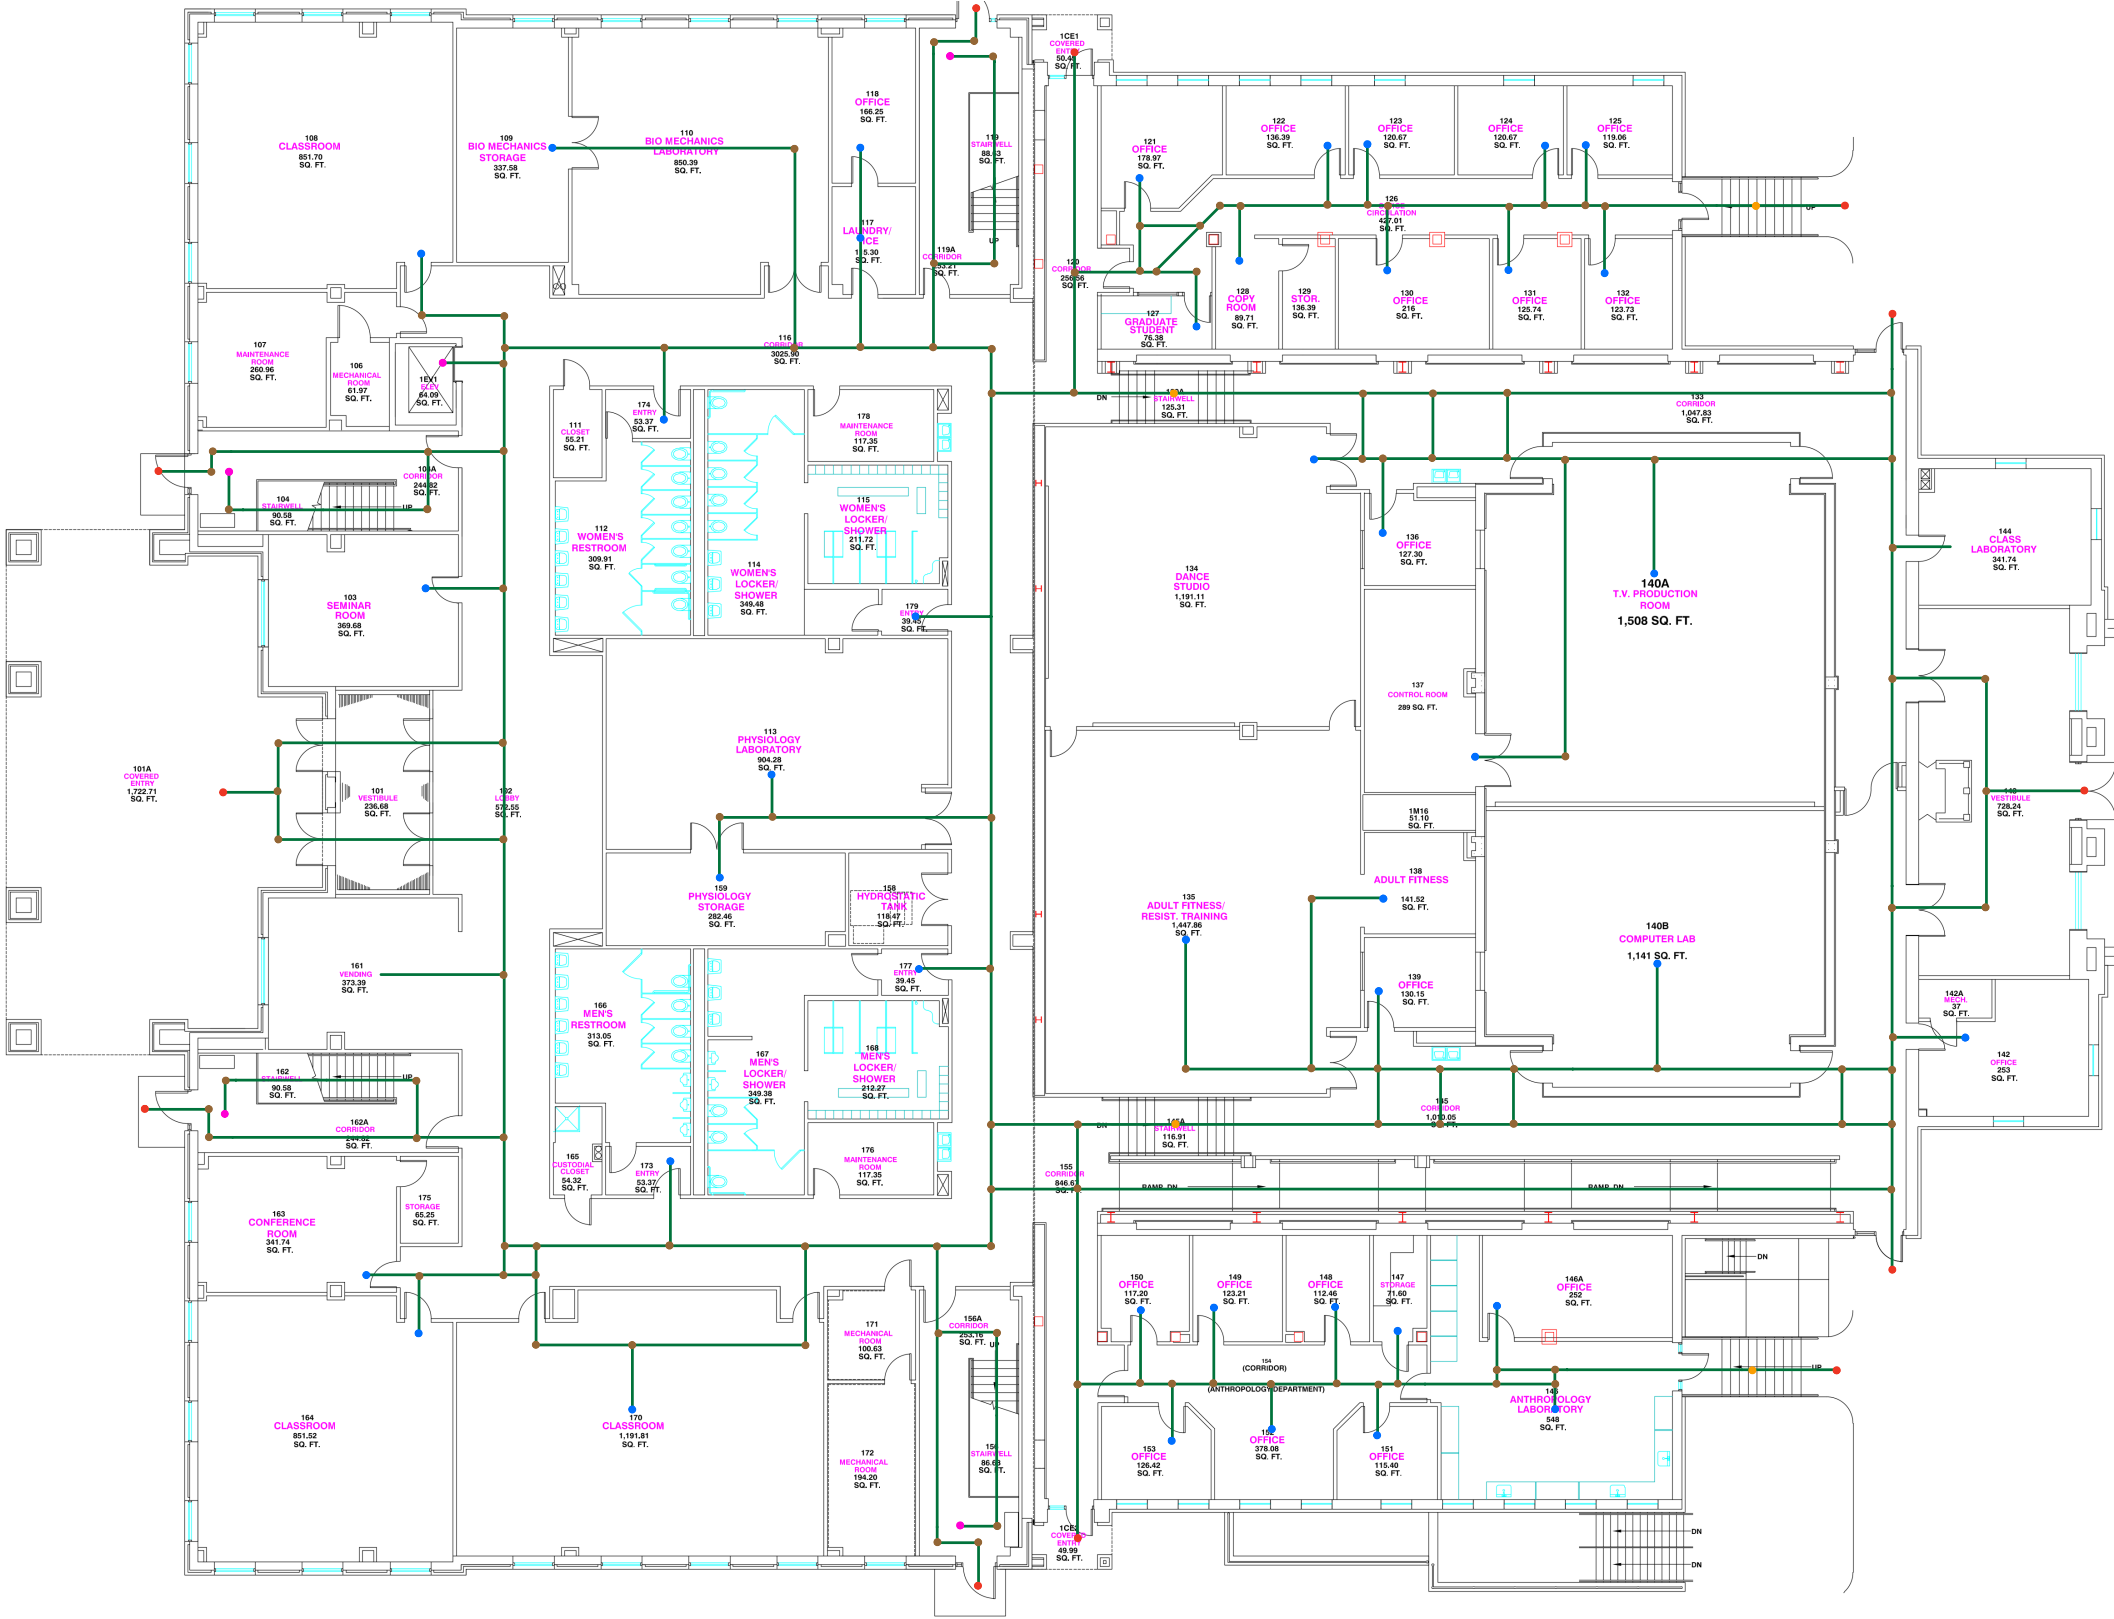 1CE1
COVERED
ENTRY
50.44
SQ. FT.
108
CLASSROOM
851.70
SQ. FT.
109
BIO MECHANICS
STORAGE
337.58
SQ. FT.
110
BIO MECHANICS
LABORATORY
850.39
SQ. FT.
118
OFFICE
166.25
SQ. FT.
119
STAIRWELL
SQ. FT.
UP
121
OFFICE
178.97
SQ. FT.
122
OFFICE
136.39
SQ. FT.
123
OFFICE
120.67
SQ. FT.
124
OFFICE
120.67
SQ. FT.
125
OFFICE
119.06
SQ. FT.
126
CIRCULATION
427.01
SQ. FT.
UP
117
LAUNDRY/
SQ. FT.
119A
CORRIDOR
SQ. FT.
120
CORRIDOR
SQ. FT.
127
GRADUATE
STUDENT
76.38
SQ. FT.
128
COPY
ROOM
89.71
SQ. FT.
129
STOR.
136.39
SQ. FT.
130
OFFICE
216
SQ. FT.
131
OFFICE
125.74
SQ. FT.
132
OFFICE
123.73
SQ. FT.
107
MAINTENANCE
ROOM
260.96
SQ. FT.
106
MECHANICAL
ROOM
61.97
SQ. FT.
1EV1
ELEV
64.09
SQ. FT.
116
CORRIDOR
3025.90
SQ. FT.
111
CLOSET
55.21
SQ. FT.
174
ENTRY
53.37
SQ. FT.
178
MAINTENANCE
ROOM
117.35
SQ. FT.
DN
STAIRWELL
125.31
SQ. FT.
133
CORRIDOR
1,047.83
SQ. FT.
CORRIDOR
244.82
SQ. FT.
104
STAIRWELL
90.58
SQ. FT.
UP
112
WOMEN'S
RESTROOM
309.91
SQ. FT.
114
WOMEN'S
LOCKER/
SHOWER
349.48
SQ. FT.
115
WOMEN'S
LOCKER/
SHOWER
211.72
SQ. FT.
179
ENTRY
39.45
SQ. FT.
134
DANCE
STUDIO
1,191.11
SQ. FT.
136
OFFICE
127.30
SQ. FT.
140A
T.V. PRODUCTION
ROOM
1,508 SQ. FT.
144
CLASS
LABORATORY
341.74
SQ. FT.
103
SEMINAR
ROOM
369.68
SQ. FT.
137
CONTROL ROOM
289 SQ. FT.
101A
COVERED
ENTRY
1,722.71
SQ. FT.
101
VESTIBULE
236.68
SQ. FT.
102
LOBBY
572.55
SQ. FT.
113
PHYSIOLOGY
LABORATORY
904.28
SQ. FT.
1M16
51.10
SQ. FT.
VESTIBULE
728.24
SQ. FT.
159
PHYSIOLOGY
STORAGE
282.46
SQ. FT.
158
HYDROSTATIC
TANK
118.47
SQ. FT.
135
ADULT FITNESS/
RESIST. TRAINING
1,447.86
SQ. FT.
138
ADULT FITNESS
141.52
SQ. FT.
140B
COMPUTER LAB
1,141 SQ. FT.
161
VENDING
373.39
SQ. FT.
177
ENTRY
39.45
SQ. FT.
139
OFFICE
130.15
SQ. FT.
142A
MECH.
37
SQ. FT.
142
OFFICE
253
SQ. FT.
166
MEN'S
RESTROOM
313.05
SQ. FT.
167
MEN'S
LOCKER/
SHOWER
349.38
SQ. FT.
168
MEN'S
LOCKER/
SHOWER
212.27
SQ. FT.
162
STAIRWELL
90.58
SQ. FT.
UP
162A
CORRIDOR
244.82
SQ. FT.
DN
STAIRWELL
116.91
SQ. FT.
CORRIDOR
SQ. FT.
165
CUSTODIAL
CLOSET
54.32
SQ. FT.
173
ENTRY
53.37
SQ. FT.
176
MAINTENANCE
ROOM
117.35
SQ. FT.
155
CORRIDOR
SQ. FT.
RAMP DN
RAMP DN
163
CONFERENCE
ROOM
341.74
SQ. FT.
175
STORAGE
65.25
SQ. FT.
150
OFFICE
117.20
SQ. FT.
149
OFFICE
123.21
SQ. FT.
148
OFFICE
112.46
SQ. FT.
147
STORAGE
71.60
SQ. FT.
146A
OFFICE
252
SQ. FT.
DN
171
MECHANICAL
ROOM
100.63
SQ. FT.
156A
CORRIDOR
253.16
SQ. FT.
UP
154
(CORRIDOR)
(ANTHROPOLOGY DEPARTMENT)
UP
ANTHROPOLOGY
LABORATORY
548
SQ. FT.
164
CLASSROOM
851.52
SQ. FT.
170
CLASSROOM
1,191.81
SQ. FT.
172
MECHANICAL
ROOM
194.20
SQ. FT.
STAIRWELL
SQ. FT.
153
OFFICE
126.42
SQ. FT.
OFFICE
378.08
SQ. FT.
151
OFFICE
115.40
SQ. FT.
COVERED
ENTRY
49.99
SQ. FT.
DN
DN